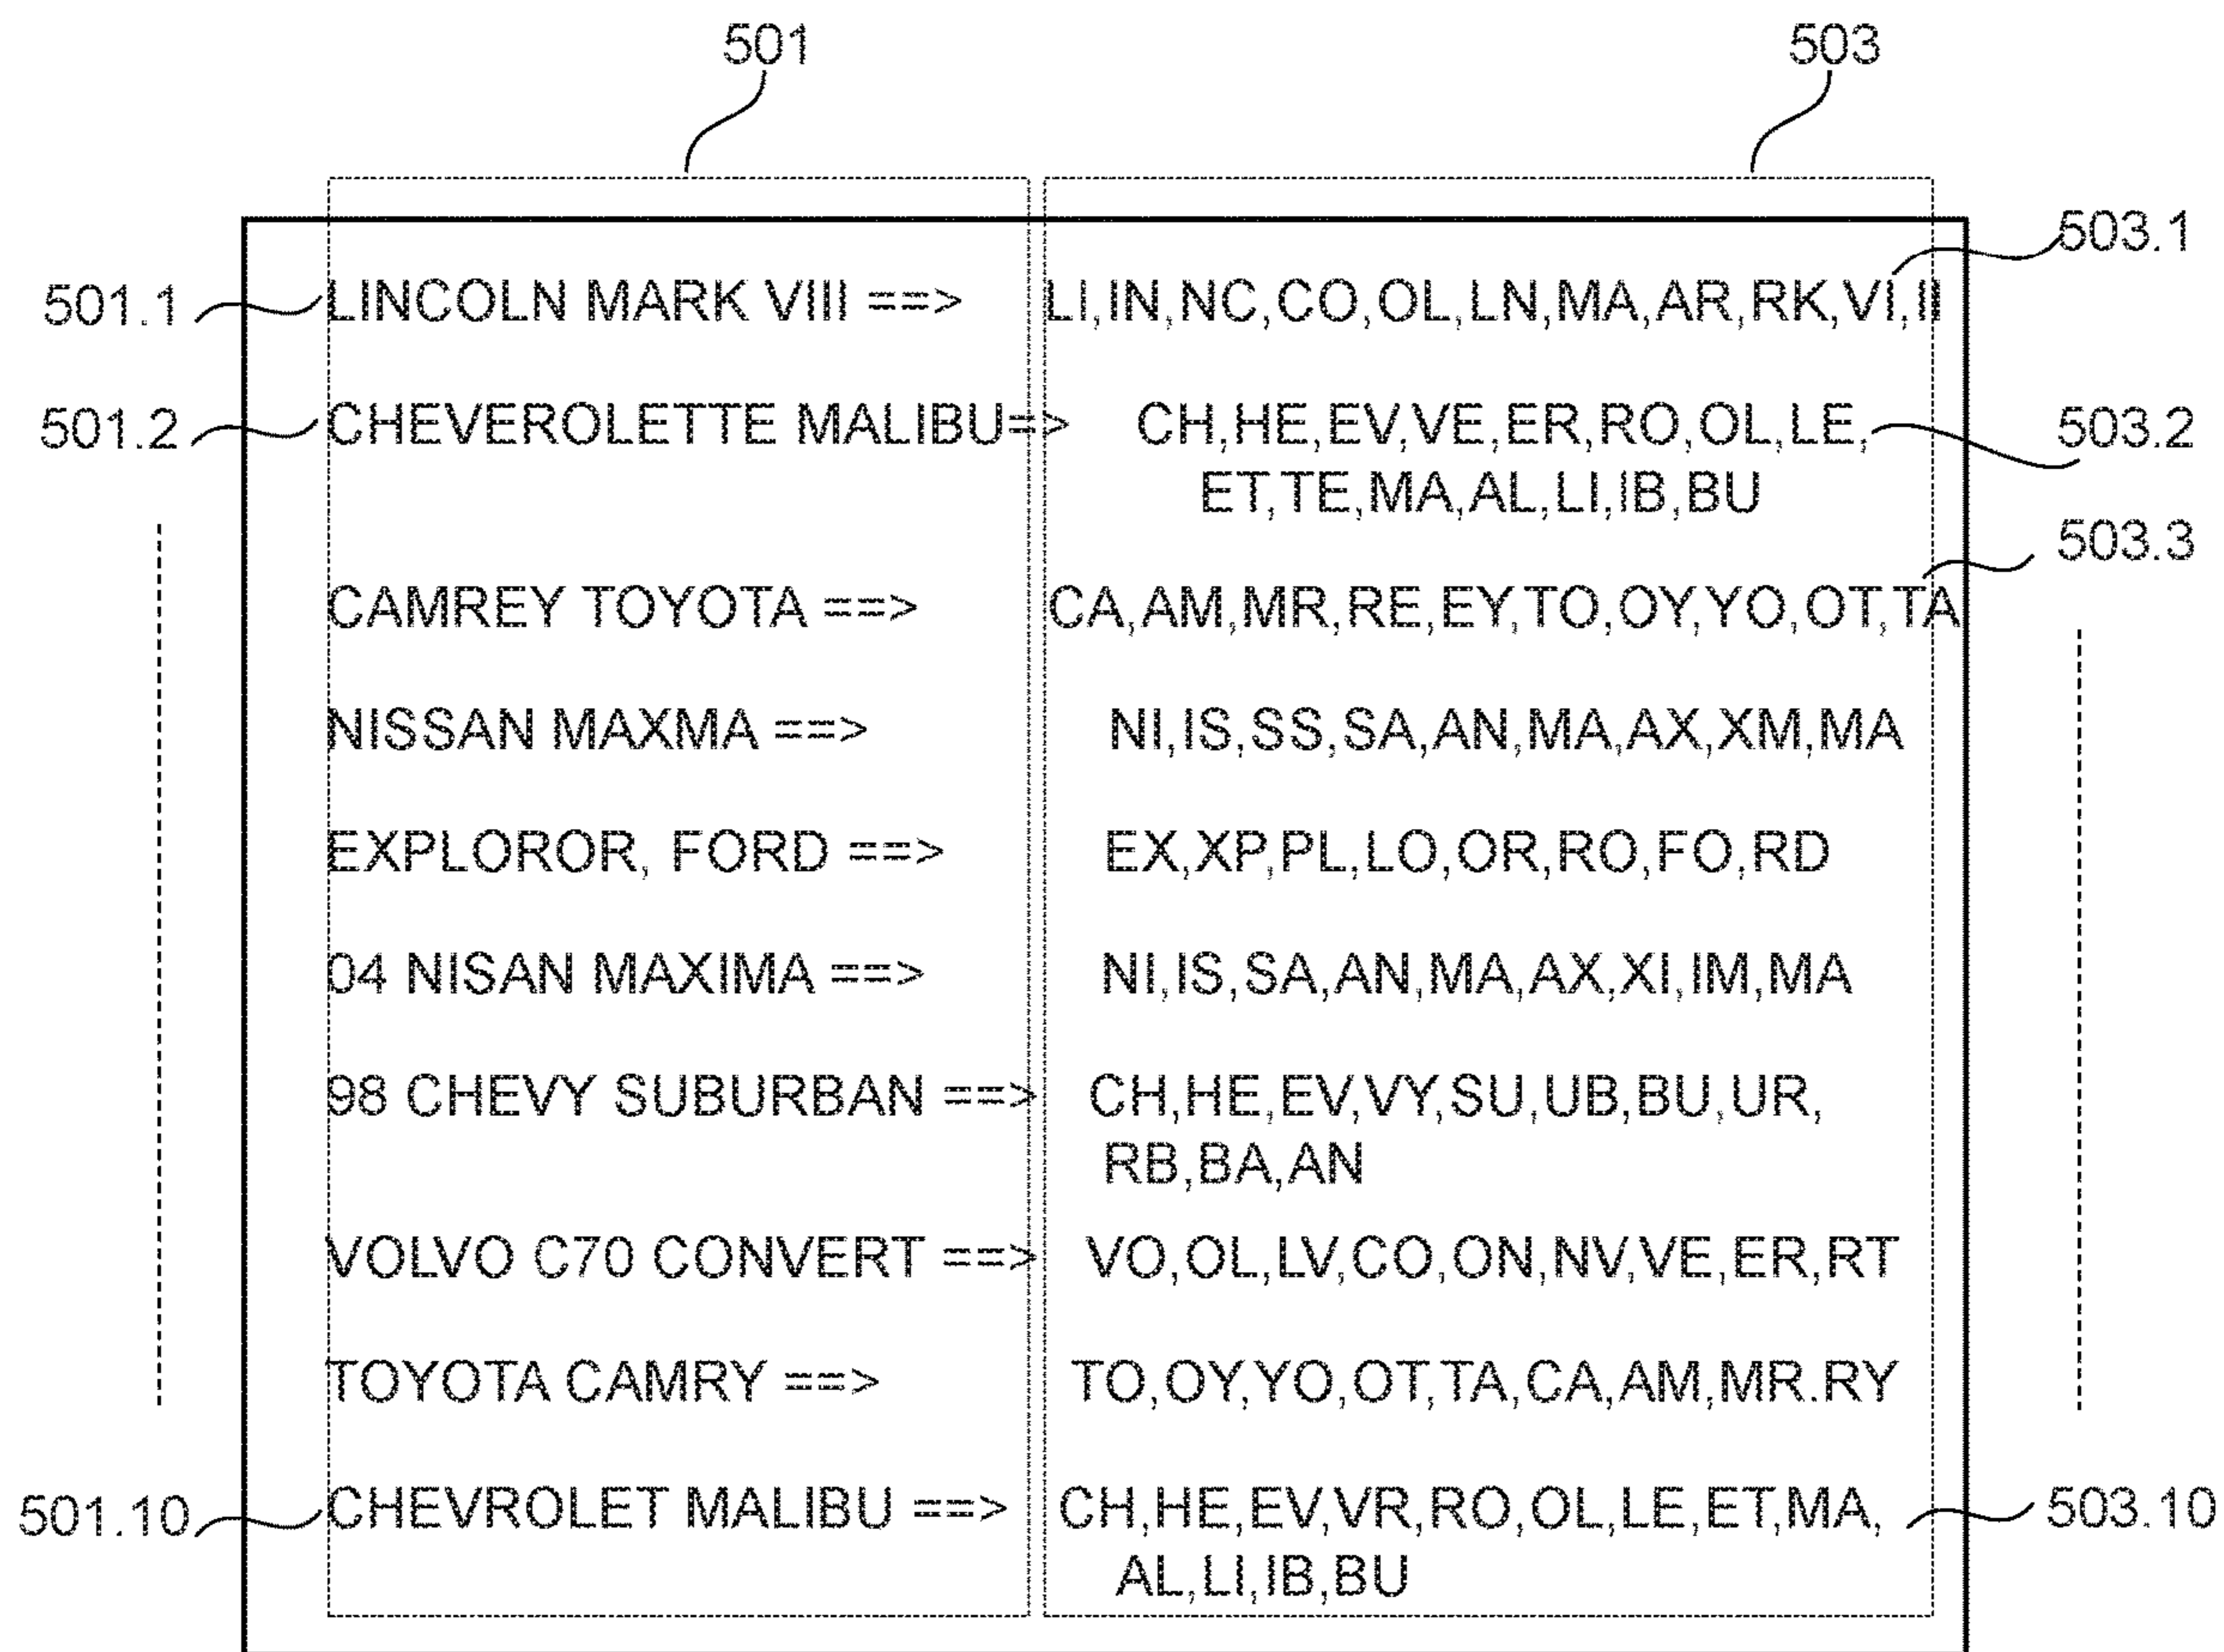 501 503
503.1
501.1 LINCOLN MARK VIII ==> LI,IN,NC,CO,OL,LN,MA,AR,RK,VI,II
501.2 CHEVEROLETTE MALIBU=> CH,HE,EV,VE,ER,RO,OL,LE, 503.2
ET,TE,MA,AL,LI,IB,BU
503.3
CAMREY TOYOTA ==> CA,AM,MR,RE,EY,TO,OY,YO,OT,TA
NISSAN MAXMA ==> NI,IS,SS,SA,AN,MA,AX,XM,MA
EXPLOROR, FORD ==> EX,XP,PL,LO,OR,RO,FO,RD
04 NISAN MAXIMA ==> NI,IS,SA,AN,MA,AX,XI,IM,MA
98 CHEVY SUBURBAN ==> CH,HE,EV,VY,SU,UB,BU,UR,
RB,BA,AN
VOLVO C70 CONVERT ==> VO,OL,LV,CO,ON,NV,VE,ER,RT
TOYOTA CAMRY ==> TO,OY,YO,OT,TA,CA,AM,MR.RY
501.10 CHEVROLET MALIBU ==> CH,HE,EV,VR,RO,OL,LE,ET,MA, 503.10
AL,LI,IB,BU